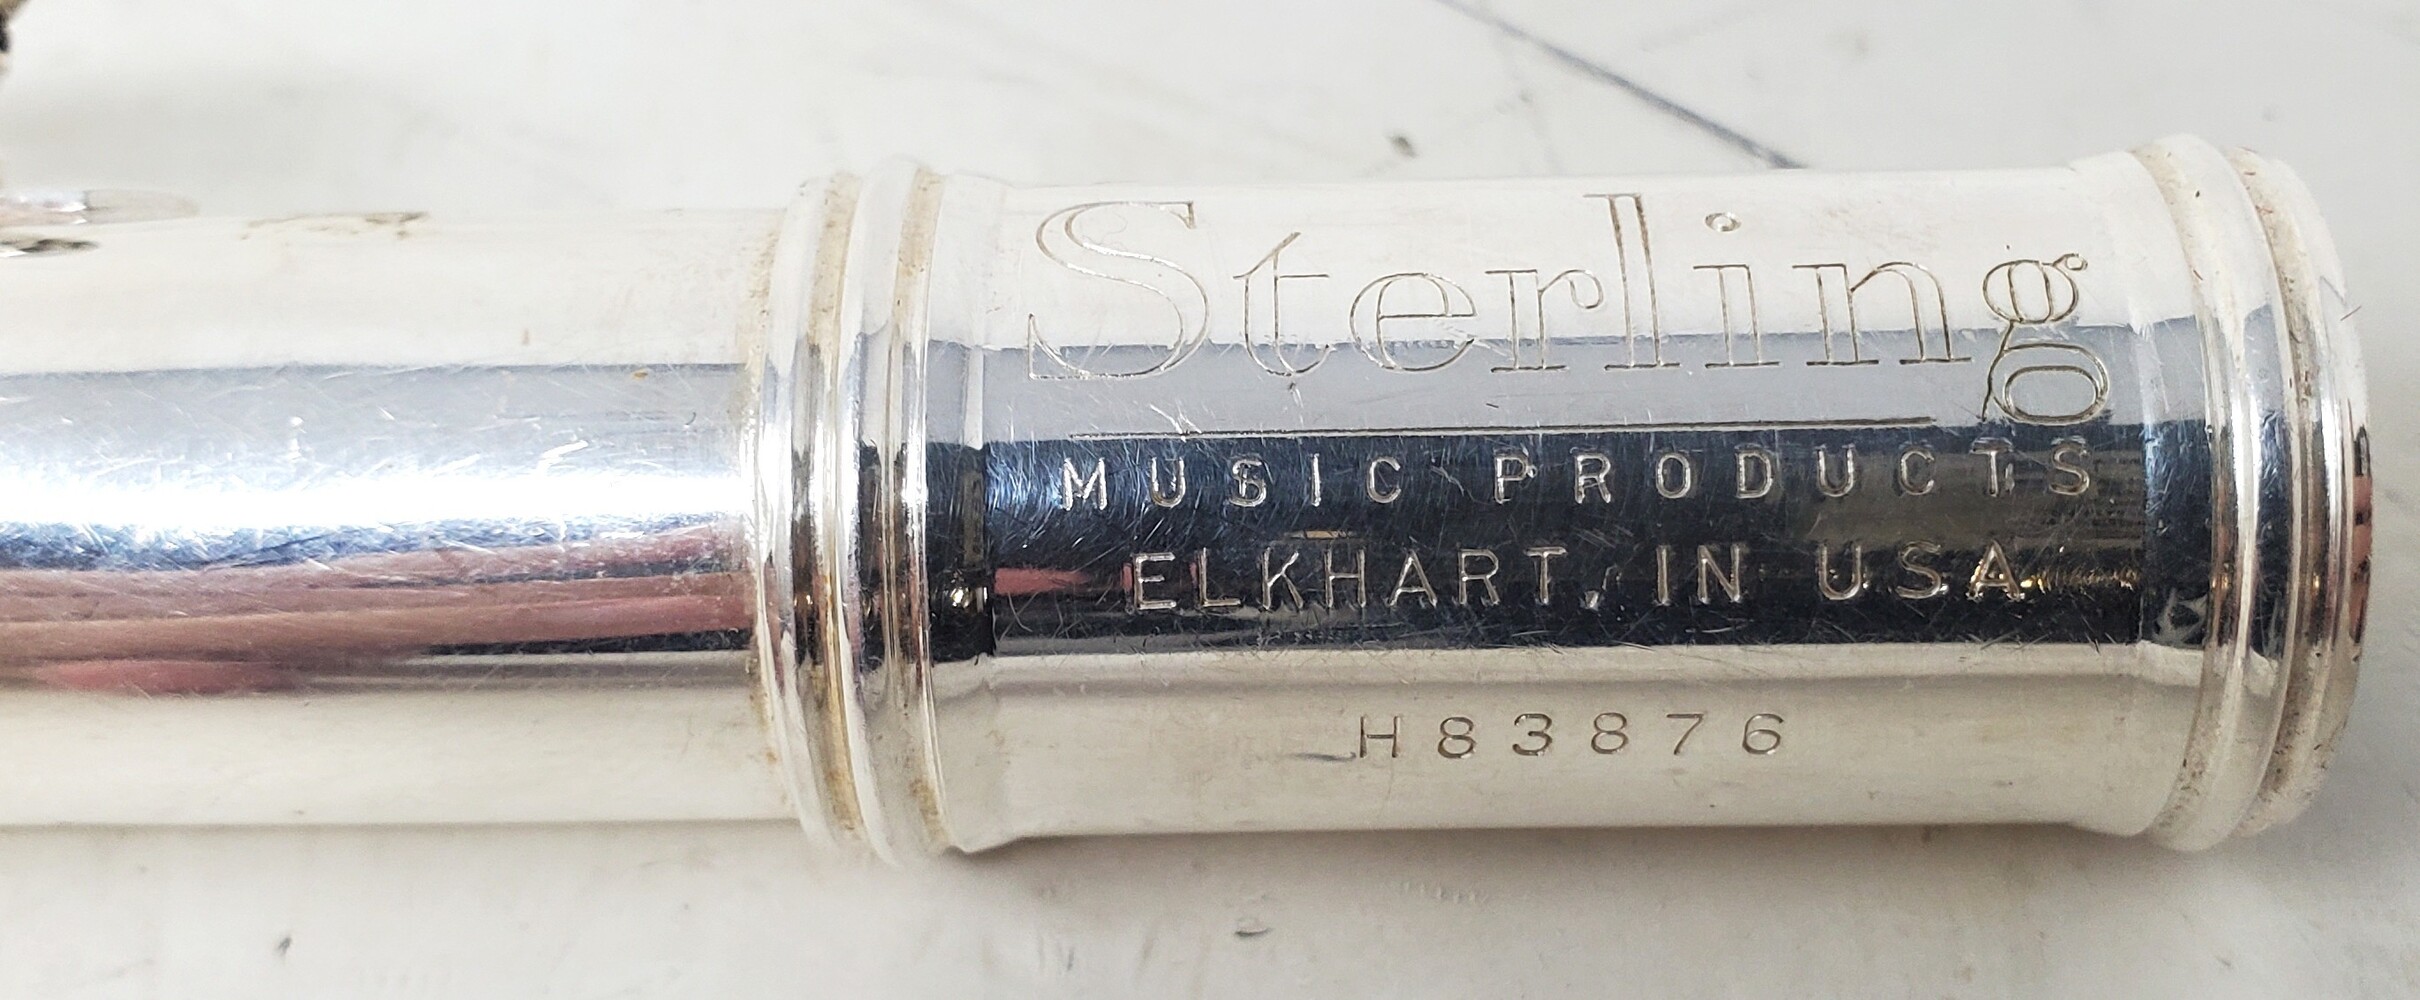 Sterling
MUSIC PRODUCTS
ELKHART, IN USA
H83876